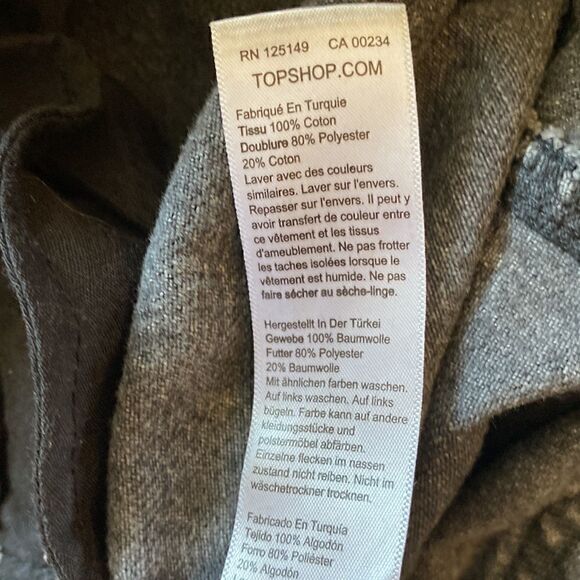 RN 125149 CA 00234
TOPSHOP.COM
Fabriqué En Turquie
Tissu 100% Coton
Doublure 80% Polyester
20% Coton
Laver avec des couleurs
similaires. Laver sur l'envers.
Repasser sur l'envers. Il peut y
avoir transfert de couleur entre
ce vêtement et les tissus
d'ameublement. Ne pas frotter
les taches isolées lorsque le
vêtement est humide. Ne pas
faire sécher au sèche-linge.
Hergestellt In Der Türkei
Gewebe 100% Baumwolle
Futter 80% Polyester
20% Baumwolle
Mit ähnlichen farben waschen.
Auf links waschen. Auf links
bügeln. Farbe kann auf andere
kleidungsstücke und
polstermöbel abfärben.
Einzelne flecken im nassen
zustand nicht reiben. Nicht im
wäschetrockner trocknen.
Fabricado En Turquía
Tejido 100% Algodón
Forro 80% Poliéster
20% Algodón